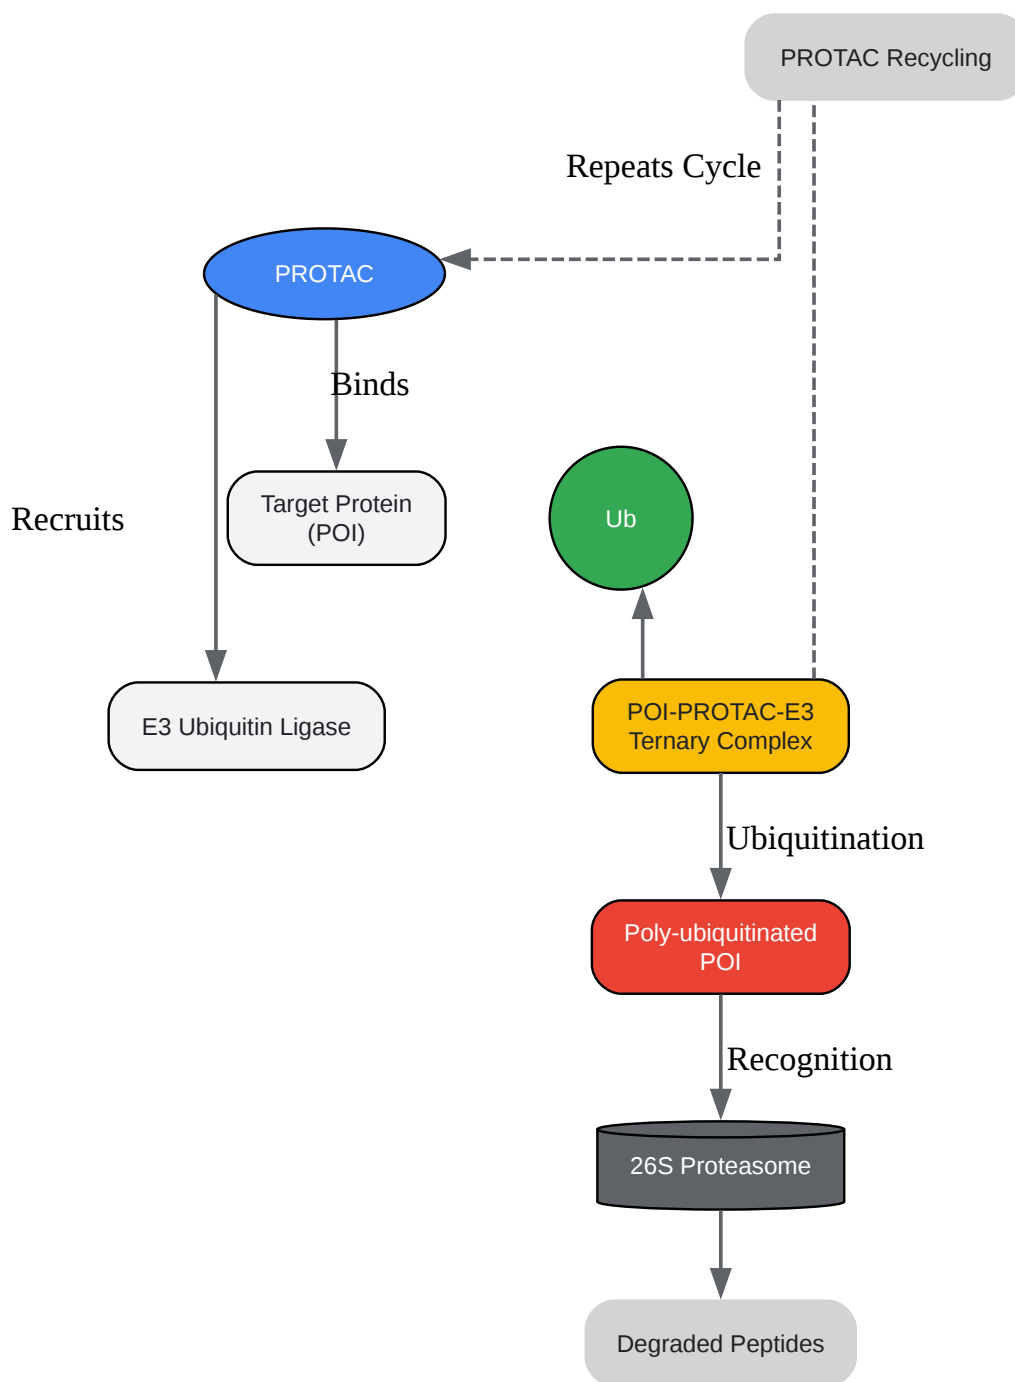 PROTAC Recycling
Repeats Cycle
PROTAC
Binds
Target Protein
(POI)
Recruits
Ub
E3 Ubiquitin Ligase
POI-PROTAC-E3
Ternary Complex
Ubiquitination
Poly-ubiquitinated
POI
Recognition
26S Proteasome
Degraded Peptides